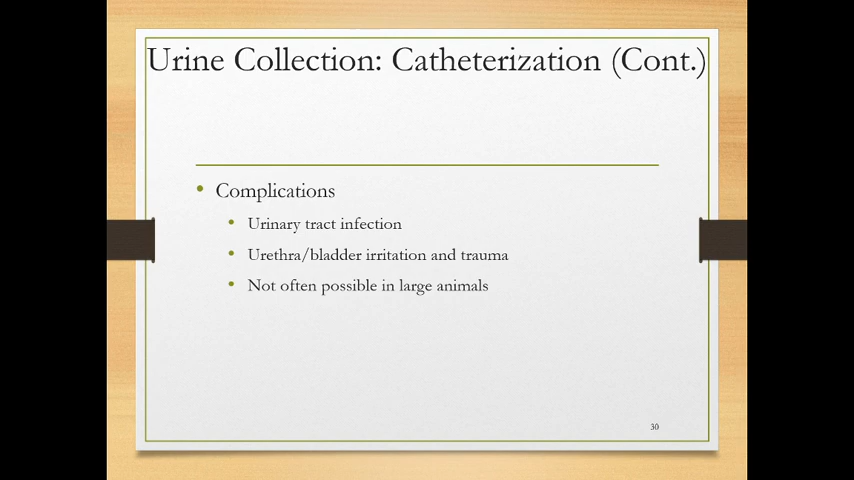 Urine Collection: Catheterization (Cont.)
• Complications
• Urinary tract infection
• Urethra/bladder irritation and trauma
• Not often possible in large animals
30